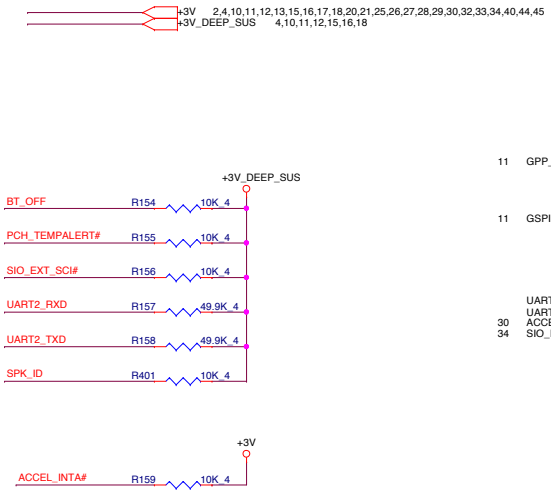 +3V 2,4,10,11,12,13,15,16,17,18,20,21,25,26,27,28,29,30,32,33,34,40,44,45
+3V_DEEP_SUS 4,10,11,12,15,16,18
11 GPP_
+3V_DEEP_SUS
BT_OFF R154 10K_4
11 GSPI
PCH_TEMPALERT# R155 10K_4
SIO_EXT_SCI# R156 10K_4
UART2_RXD R157 49.9K_4
UART
UART
30 ACCE
34 SIO_
UART2_TXD R158 49.9K_4
SPK_ID R401 10K_4
+3V
ACCEL_INTA# R159 10K_4